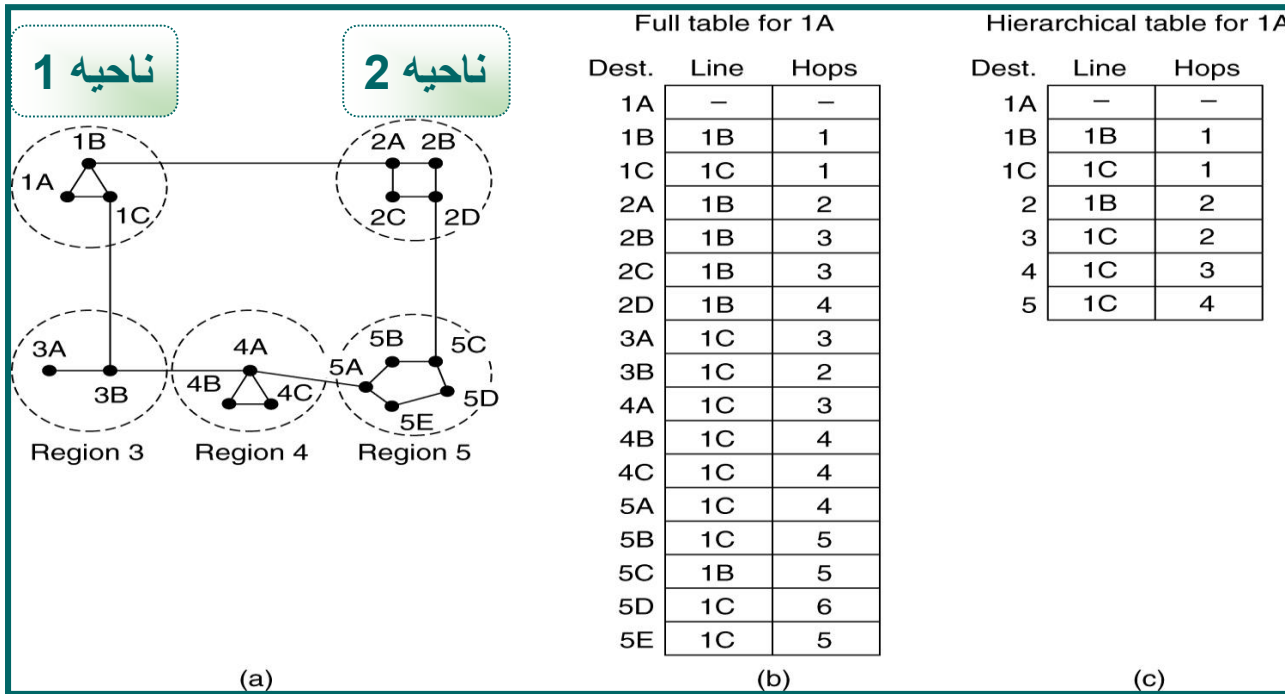 ناحیه 1
ناحیه 2
1B
1A
1C
2A 2B
2C 2D
3A
3B
4A
4B
4C
5A
5B
5C
5D
5E
Region 3 Region 4 Region 5
(a)
Full table for 1A
Dest. Line Hops
1A – –
1B 1B 1
1C 1C 1
2A 1B 2
2B 1B 3
2C 1B 3
2D 1B 4
3A 1C 3
3B 1C 2
4A 1C 3
4B 1C 4
4C 1C 4
5A 1C 4
5B 1C 5
5C 1B 5
5D 1C 6
5E 1C 5
(b)
Hierarchical table for 1A
Dest. Line Hops
1A – –
1B 1B 1
1C 1C 1
2 1B 2
3 1C 2
4 1C 3
5 1C 4
(c)